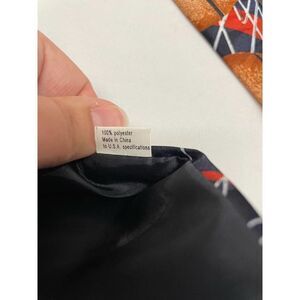 100% polyester
Made in China
to U.S.A. specifications